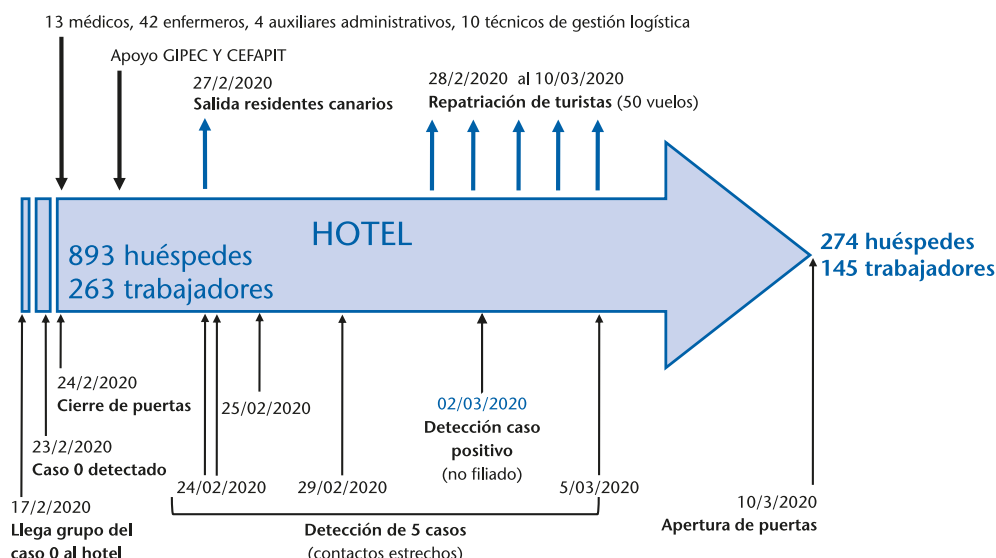 13 médicos, 42 enfermeros, 4 auxiliares administrativos, 10 técnicos de gestión logística
Apoyo GIPEC Y CEFAPIT
27/2/2020
Salida residentes canarios
28/2/2020 al 10/03/2020
Repatriación de turistas (50 vuelos)
HOTEL
893 huéspedes
263 trabajadores
274 huéspedes
145 trabajadores
24/2/2020
Cierre de puertas
25/02/2020
02/03/2020
Detección caso
positivo
(no filiado)
23/2/2020
Caso 0 detectado
24/02/2020
29/02/2020
5/03/2020
17/2/2020
Llega grupo del
caso 0 al hotel
Detección de 5 casos
(contactos estrechos)
10/3/2020
Apertura de puertas